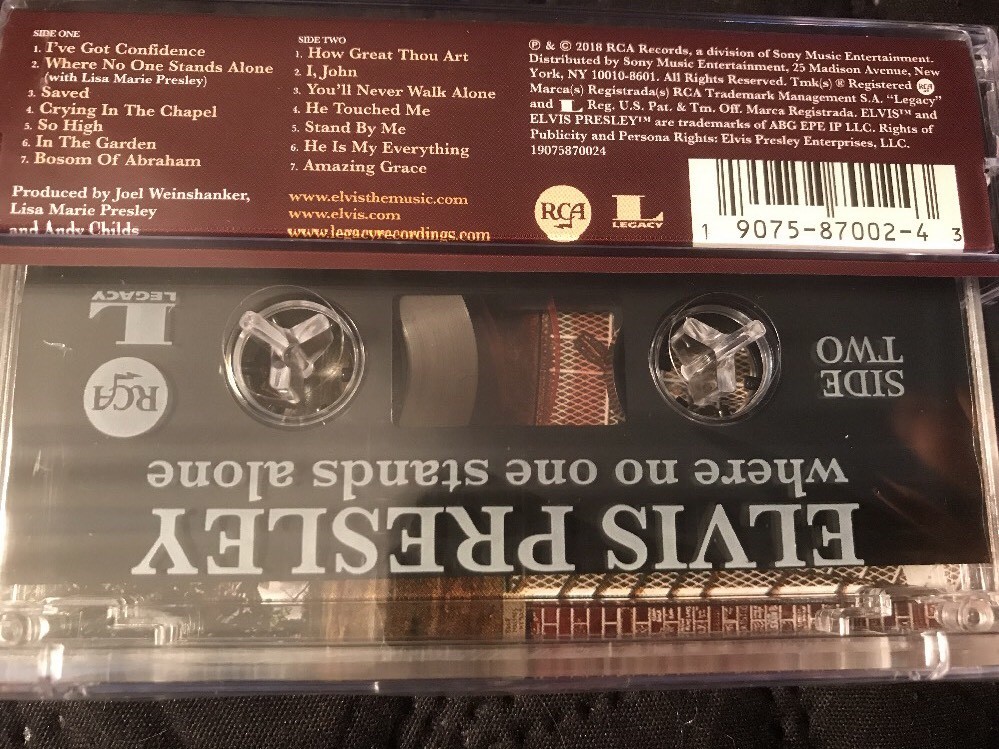 SIDE ONE
1. I've Got Confidence
2. Where No One Stands Alone
(with Lisa Marie Presley)
3. Saved
4. Crying In The Chapel
5. So High
6. In The Garden
7. Bosom Of Abraham
Produced by Joel Weinshanker,
Lisa Marie Presley
and Andy Childs
SIDE TWO
1. How Great Thou Art
2. I, John
3. You'll Never Walk Alone
4. He Touched Me
5. Stand By Me
6. He Is My Everything
7. Amazing Grace
www.elvisthemusic.com
www.elvis.com
www.legacyrecordings.com
℗ & © 2018 RCA Records, a division of Sony Music Entertainment.
Distributed by Sony Music Entertainment, 25 Madison Avenue, New
York, NY 10010-8601. All Rights Reserved. Tmk(s) ® Registered RCA
Marca(s) Registrada(s) RCA Trademark Management S.A. "Legacy"
and L Reg. U.S. Pat. & Tm. Off. Marca Registrada. ELVIS™ and
ELVIS PRESLEY™ are trademarks of ABG EPE IP LLC. Rights of
Publicity and Persona Rights: Elvis Presley Enterprises, LLC.
19075870024
RCA
L
LEGACY
1 9075-87002-4 3
ELVIS PRESLEY
where no one stands alone
SIDE
TWO
RCA
L
LEGACY